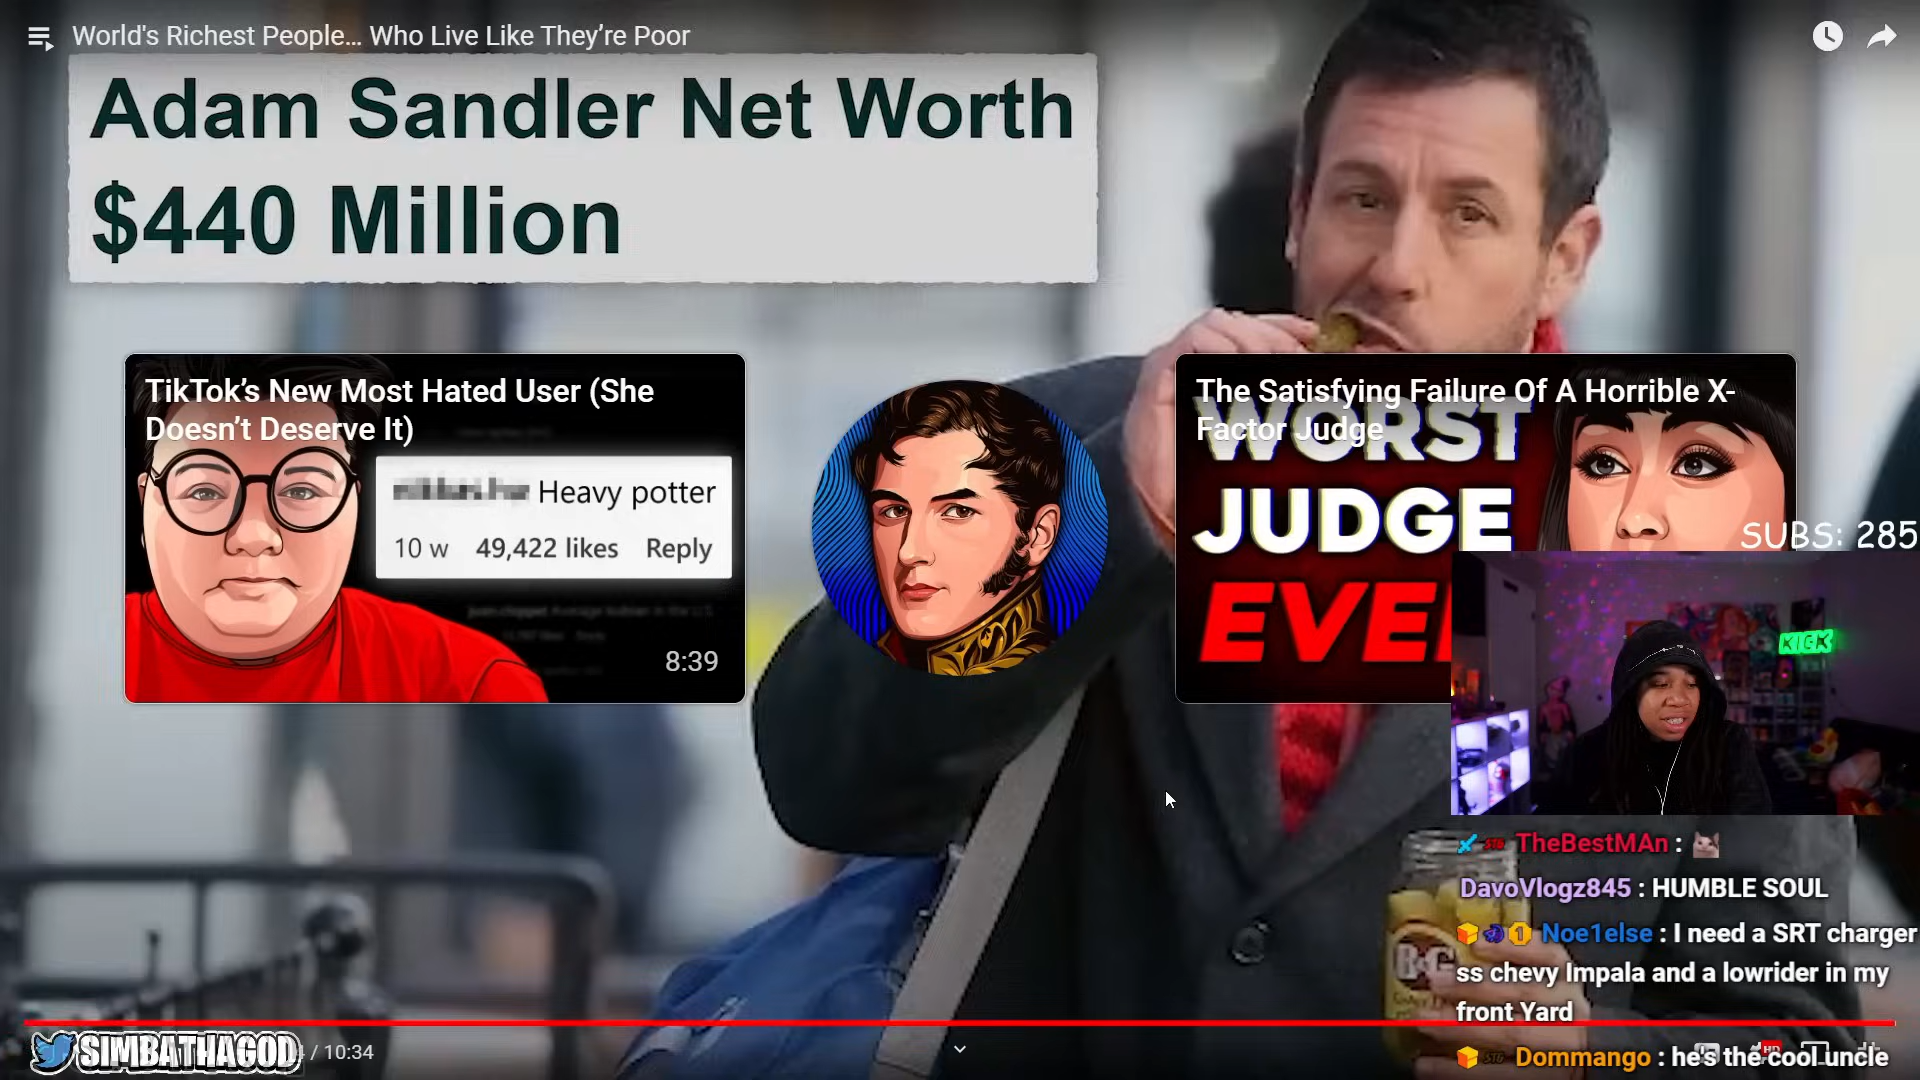 World's Richest People... Who Live Like They're Poor
Adam Sandler Net Worth
$440 Million
TikTok's New Most Hated User (She
Doesn't Deserve It)
Heavy potter
10 w 49,422 likes Reply
8:39
The Satisfying Failure Of A Horrible X-
Factor Judge
WORST
JUDGE
SUBS: 285
KICK
TheBestMAn :
DavoVlogz845 : HUMBLE SOUL
1 Noe1else : I need a SRT charger
ss chevy Impala and a lowrider in my
front Yard
Dommango : he's the cool uncle
B&G
SIMBATHAGOD
/ 10:34
HD